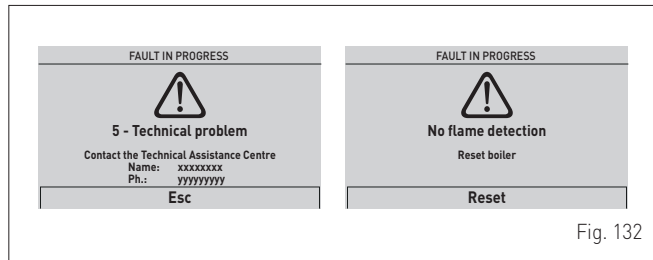 FAULT IN PROGRESS
5 - Technical problem
Contact the Technical Assistance Centre
Name: xxxxxxxx
Ph.: yyyyyyyyy
Esc
FAULT IN PROGRESS
No flame detection
Reset boiler
Reset
Fig. 132